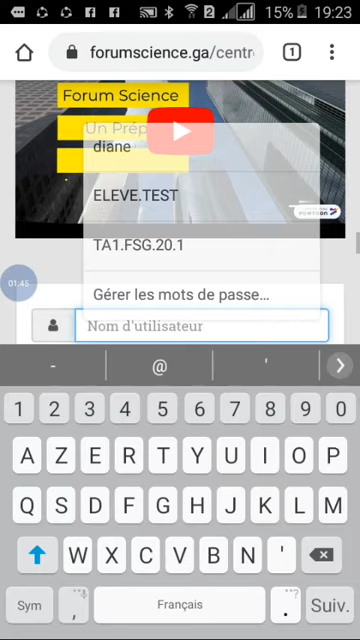 2 15% 19:23
forumscience.ga/centr
1
Forum Science
Un Prép
diane
ELEVE.TEST
POWTOON
TA1.FSG.20.1
01:45
Gérer les mots de passe...
Nom d'utilisateur
- @ '
1 2 3 4 5 6 7 8 9 0
A Z E R T Y U I O P
Q S D F G H J K L M
W X C V B N '
Sym , Français . Suiv.